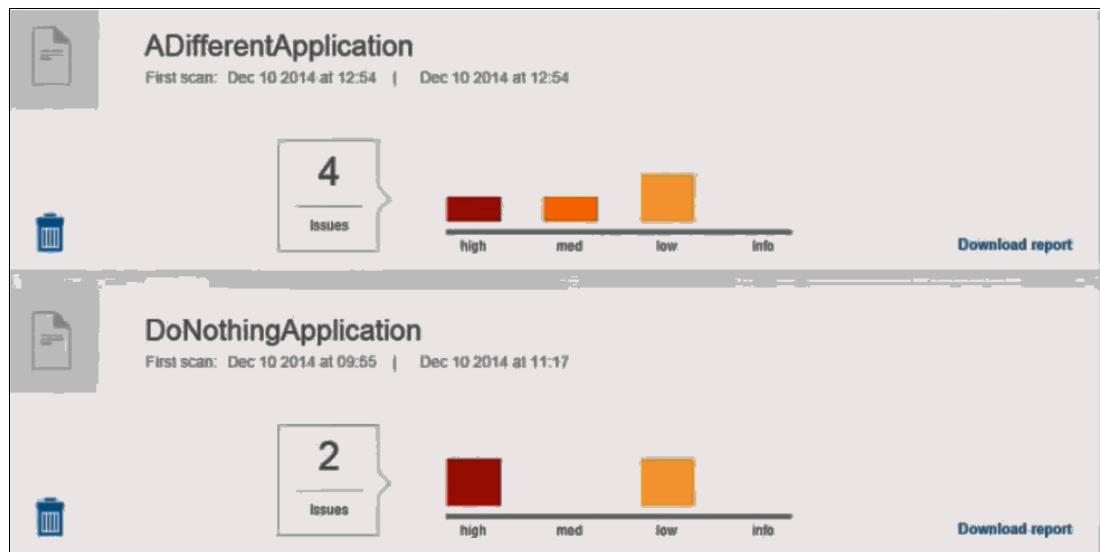 ADifferentApplication
First scan: Dec 10 2014 at 12:54 | Dec 10 2014 at 12:54
4
Issues
high med low info
Download report
DoNothingApplication
First scan: Dec 10 2014 at 09:55 | Dec 10 2014 at 11:17
2
Issues
high med low info
Download report